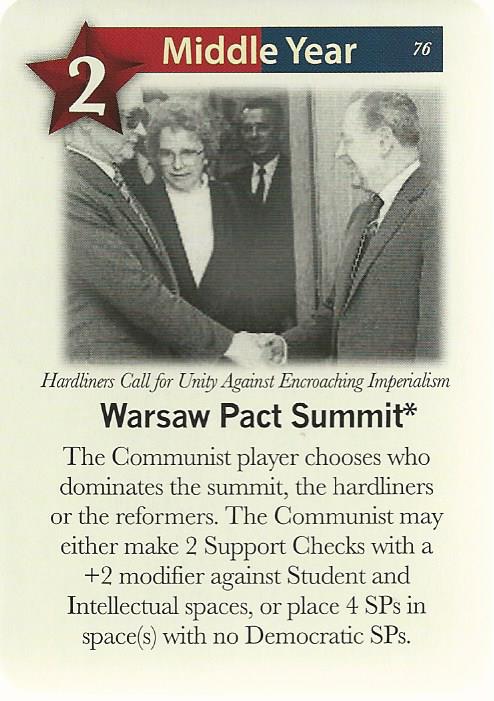 2
Middle Year
76
Hardliners Call for Unity Against Encroaching Imperialism
Warsaw Pact Summit*
The Communist player chooses who
dominates the summit, the hardliners
or the reformers. The Communist may
either make 2 Support Checks with a
+2 modifier against Student and
Intellectual spaces, or place 4 SPs in
space(s) with no Democratic SPs.